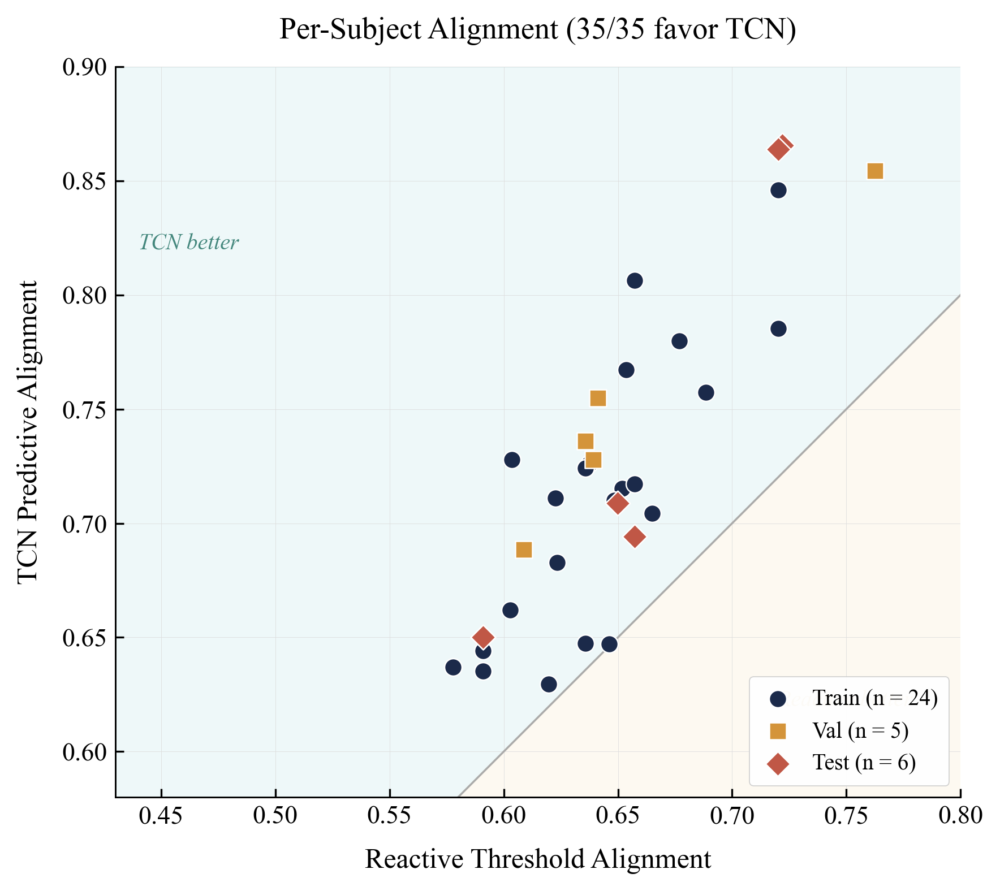 Per-Subject Alignment (35/35 favor TCN)
0.90
0.85
0.80
0.75
0.70
0.65
0.60
TCN Predictive Alignment
TCN better
Train (n = 24)
Val (n = 5)
Test (n = 6)
0.45 0.50 0.55 0.60 0.65 0.70 0.75 0.80
Reactive Threshold Alignment